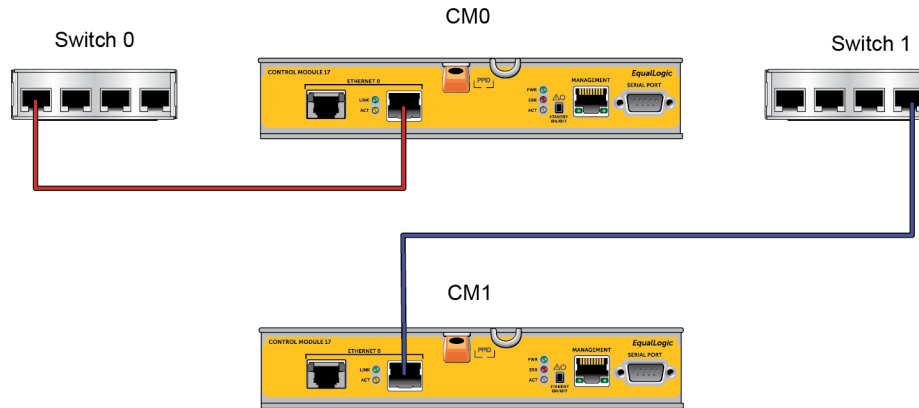 CM0
Switch 0
Switch 1
CONTROL MODULE 17
ETHERNET 0
LINK
ACT
PPID
PWR
ERR
ACT
STANDBY
ON/OFF
MANAGEMENT
EqualLogic
SERIAL PORT
CM1
CONTROL MODULE 17
ETHERNET 0
LINK
ACT
PPID
PWR
ERR
ACT
STANDBY
ON/OFF
MANAGEMENT
EqualLogic
SERIAL PORT